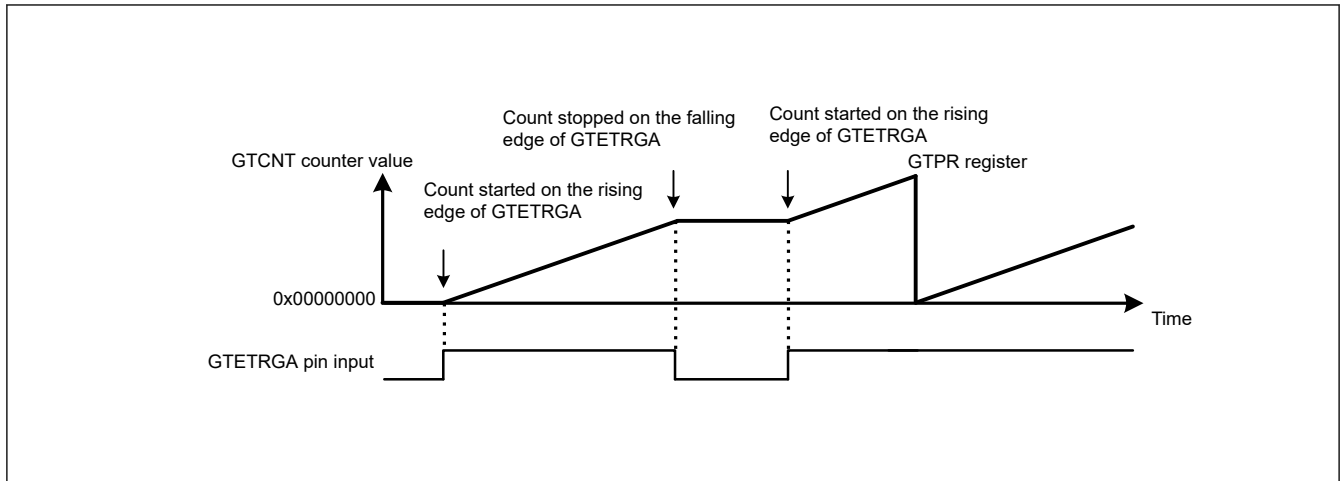 Count stopped on the falling
edge of GTETRGA
Count started on the rising
edge of GTETRGA
GTCNT counter value
GTPR register
Count started on the rising
edge of GTETRGA
0x00000000
Time
GTETRGA pin input